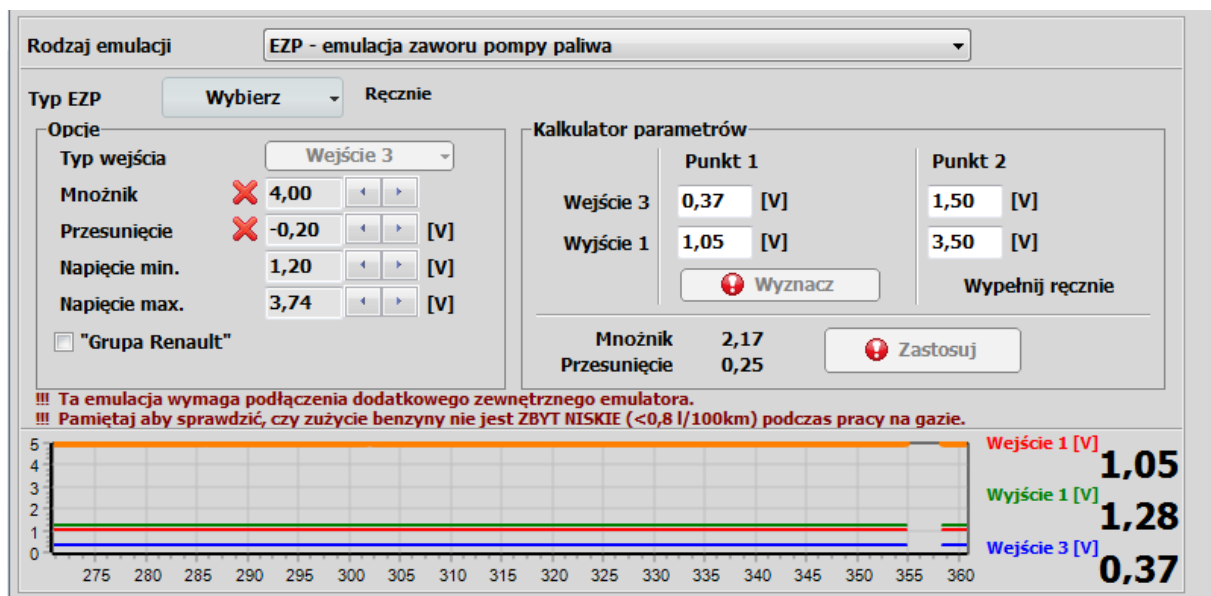 Rodzaj emulacji EZP - emulacja zaworu pompy paliwa
Typ EZP Wybierz Ręcznie
Opcje
Typ wejścia Wejście 3
Mnożnik 4,00
Przesunięcie -0,20 [V]
Napięcie min. 1,20 [V]
Napięcie max. 3,74 [V]
"Grupa Renault"
Kalkulator parametrów
Punkt 1 Punkt 2
Wejście 3 0,37 [V] 1,50 [V]
Wyjście 1 1,05 [V] 3,50 [V]
Wyznacz Wypełnij ręcznie
Mnożnik 2,17
Przesunięcie 0,25
Zastosuj
!!! Ta emulacja wymaga podłączenia dodatkowego zewnętrznego emulatora.
!!! Pamiętaj aby sprawdzić, czy zużycie benzyny nie jest ZBYT NISKIE (<0,8 l/100km) podczas pracy na gazie.
5
4
3
2
1
0
275 280 285 290 295 300 305 310 315 320 325 330 335 340 345 350 355 360
Wejście 1 [V]
1,05
Wyjście 1 [V]
1,28
Wejście 3 [V]
0,37